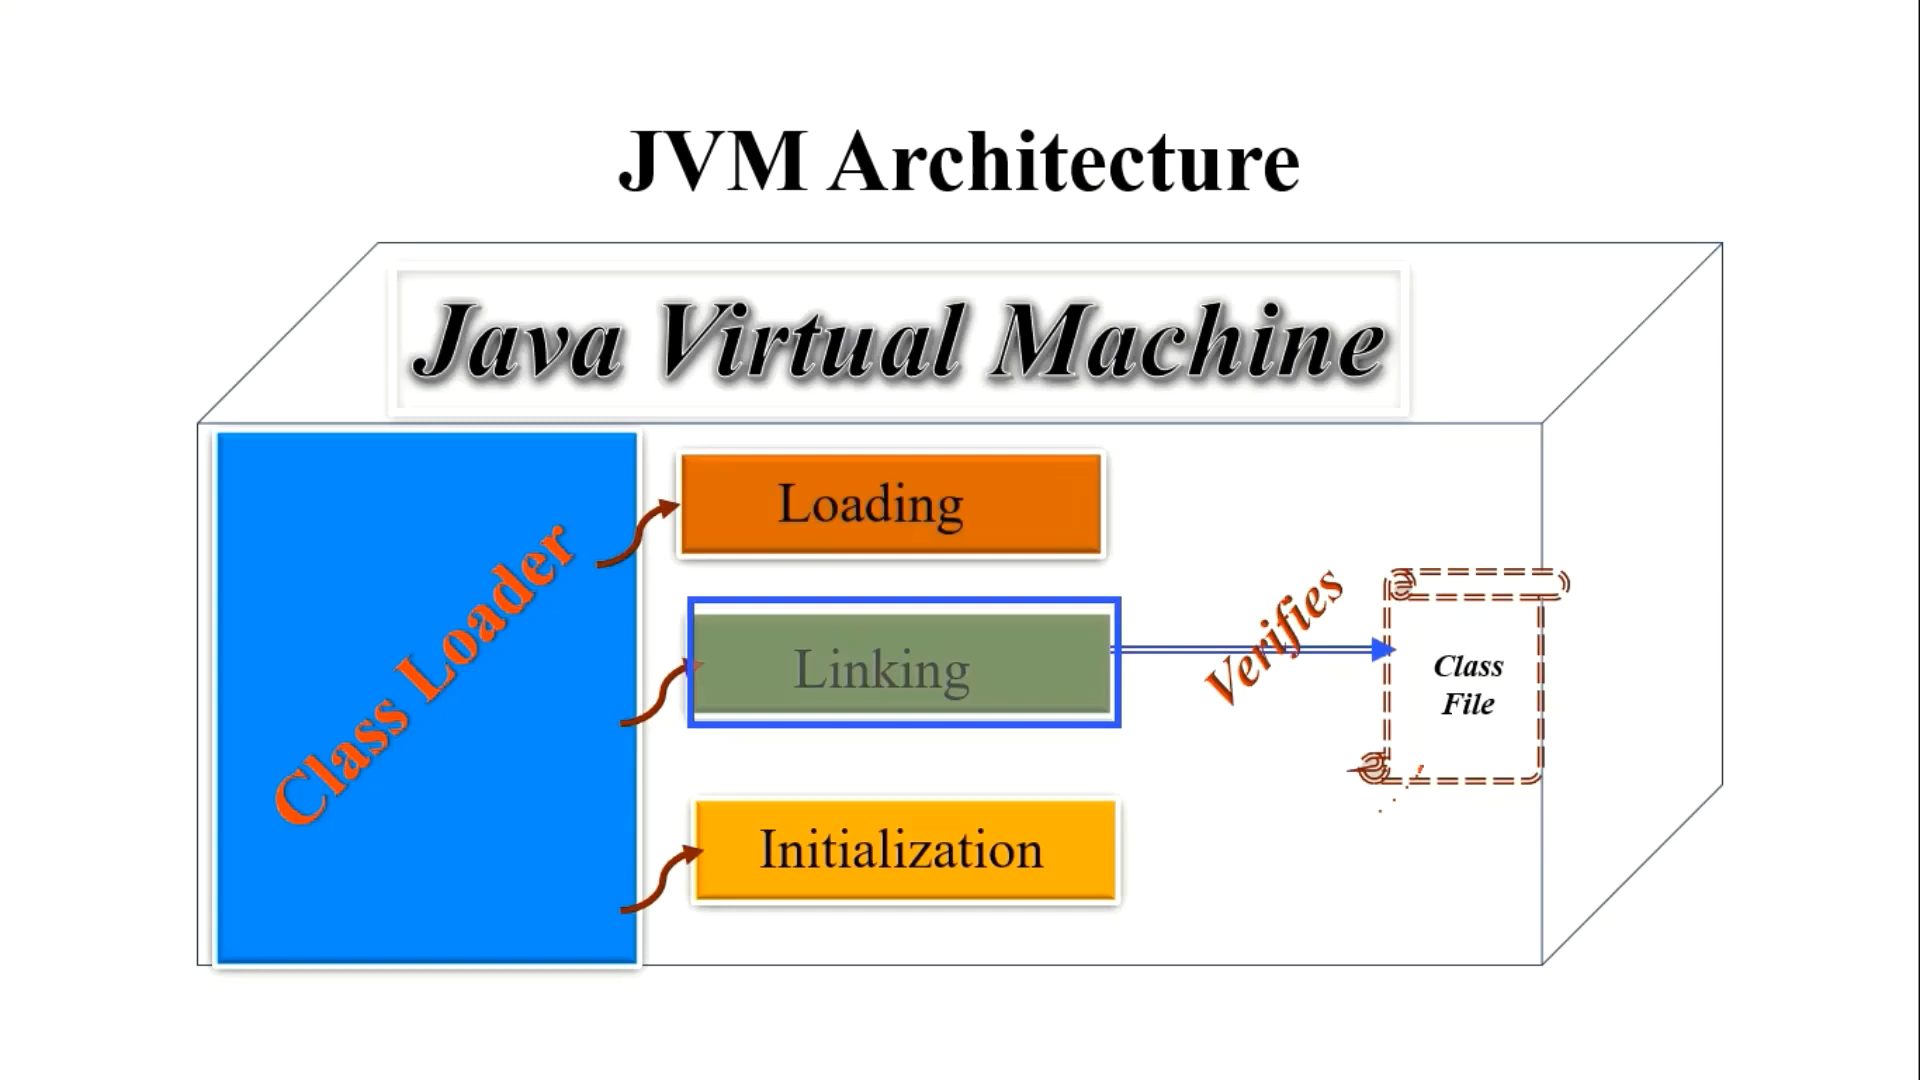 JVM Architecture
Java Virtual Machine
Class Loader
Loading
Linking
Verifies
Class
File
Initialization